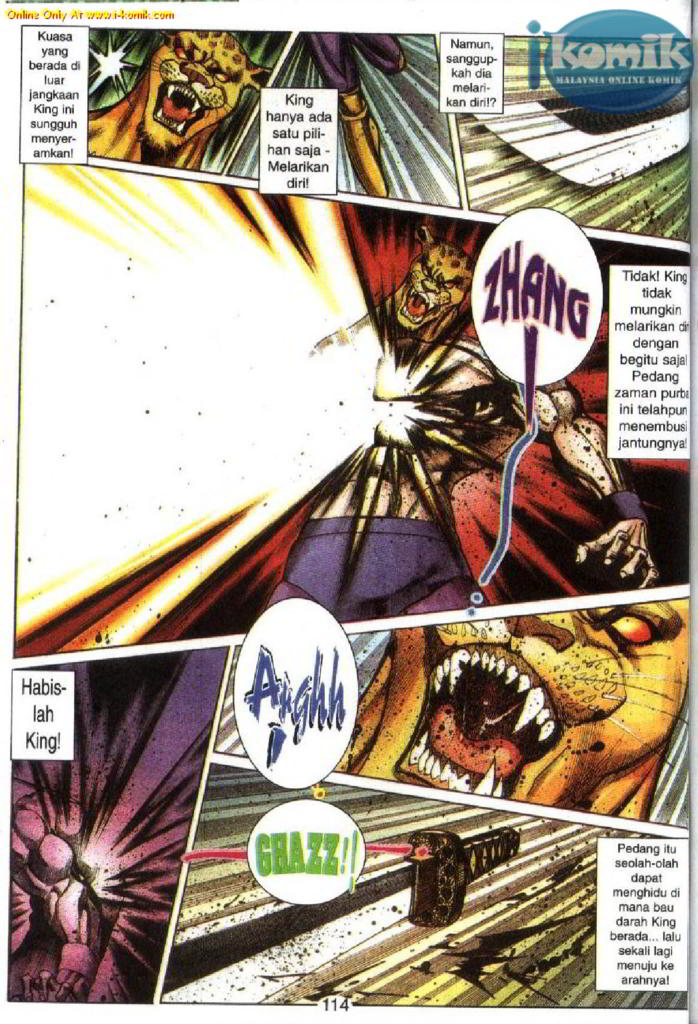 Online Only At www.i-komik.com
ikomik
MALAYSIA ONLINE KOMIK
Kuasa
yang
berada di
luar
jangkaan
King ini
sungguh
menyer-
amkan!
King
hanya ada
satu pili-
han saja -
Melarikan
diri!
Namun,
sanggup-
kah dia
melari-
kan diri!?
ZHANG
Tidak! King
tidak
mungkin
melarikan di
dengan
begitu saja!
Pedang
zaman purba
ini telahpun
menembusi
jantungnya!
Arghh
Habis-
lah
King!
GHAZZ!!
Pedang itu
seolah-olah
dapat
menghidu di
mana bau
darah King
berada... lalu
sekali lagi
menuju ke
arahnya!
114